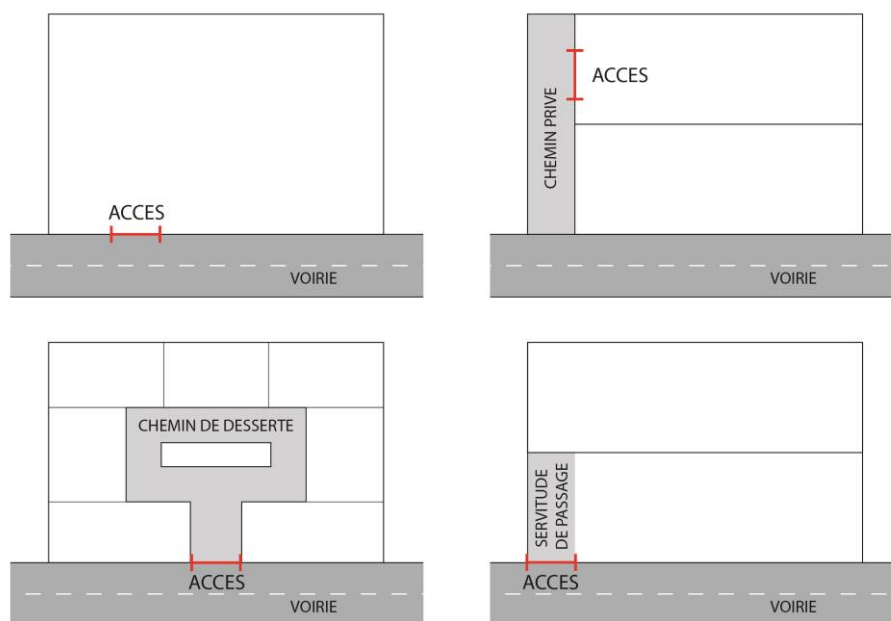 ACCES
VOIRIE
CHEMIN PRIVE
ACCES
VOIRIE
CHEMIN DE DESSERTE
ACCES
VOIRIE
SERVITUDE
DE PASSAGE
ACCES
VOIRIE